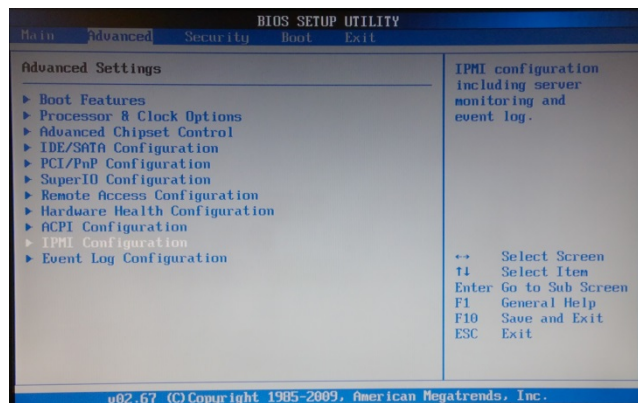 BIOS SETUP UTILITY
Main Advanced Security Boot Exit
Advanced Settings
▶ Boot Features
▶ Processor & Clock Options
▶ Advanced Chipset Control
▶ IDE/SATA Configuration
▶ PCI/PnP Configuration
▶ SuperIO Configuration
▶ Remote Access Configuration
▶ Hardware Health Configuration
▶ ACPI Configuration
▶ IPMI Configuration
▶ Event Log Configuration
IPMI configuration
including server
monitoring and
event log.
↔ Select Screen
↑↓ Select Item
Enter Go to Sub Screen
F1 General Help
F10 Save and Exit
ESC Exit
v02.67 (C)Copyright 1985-2009, American Megatrends, Inc.